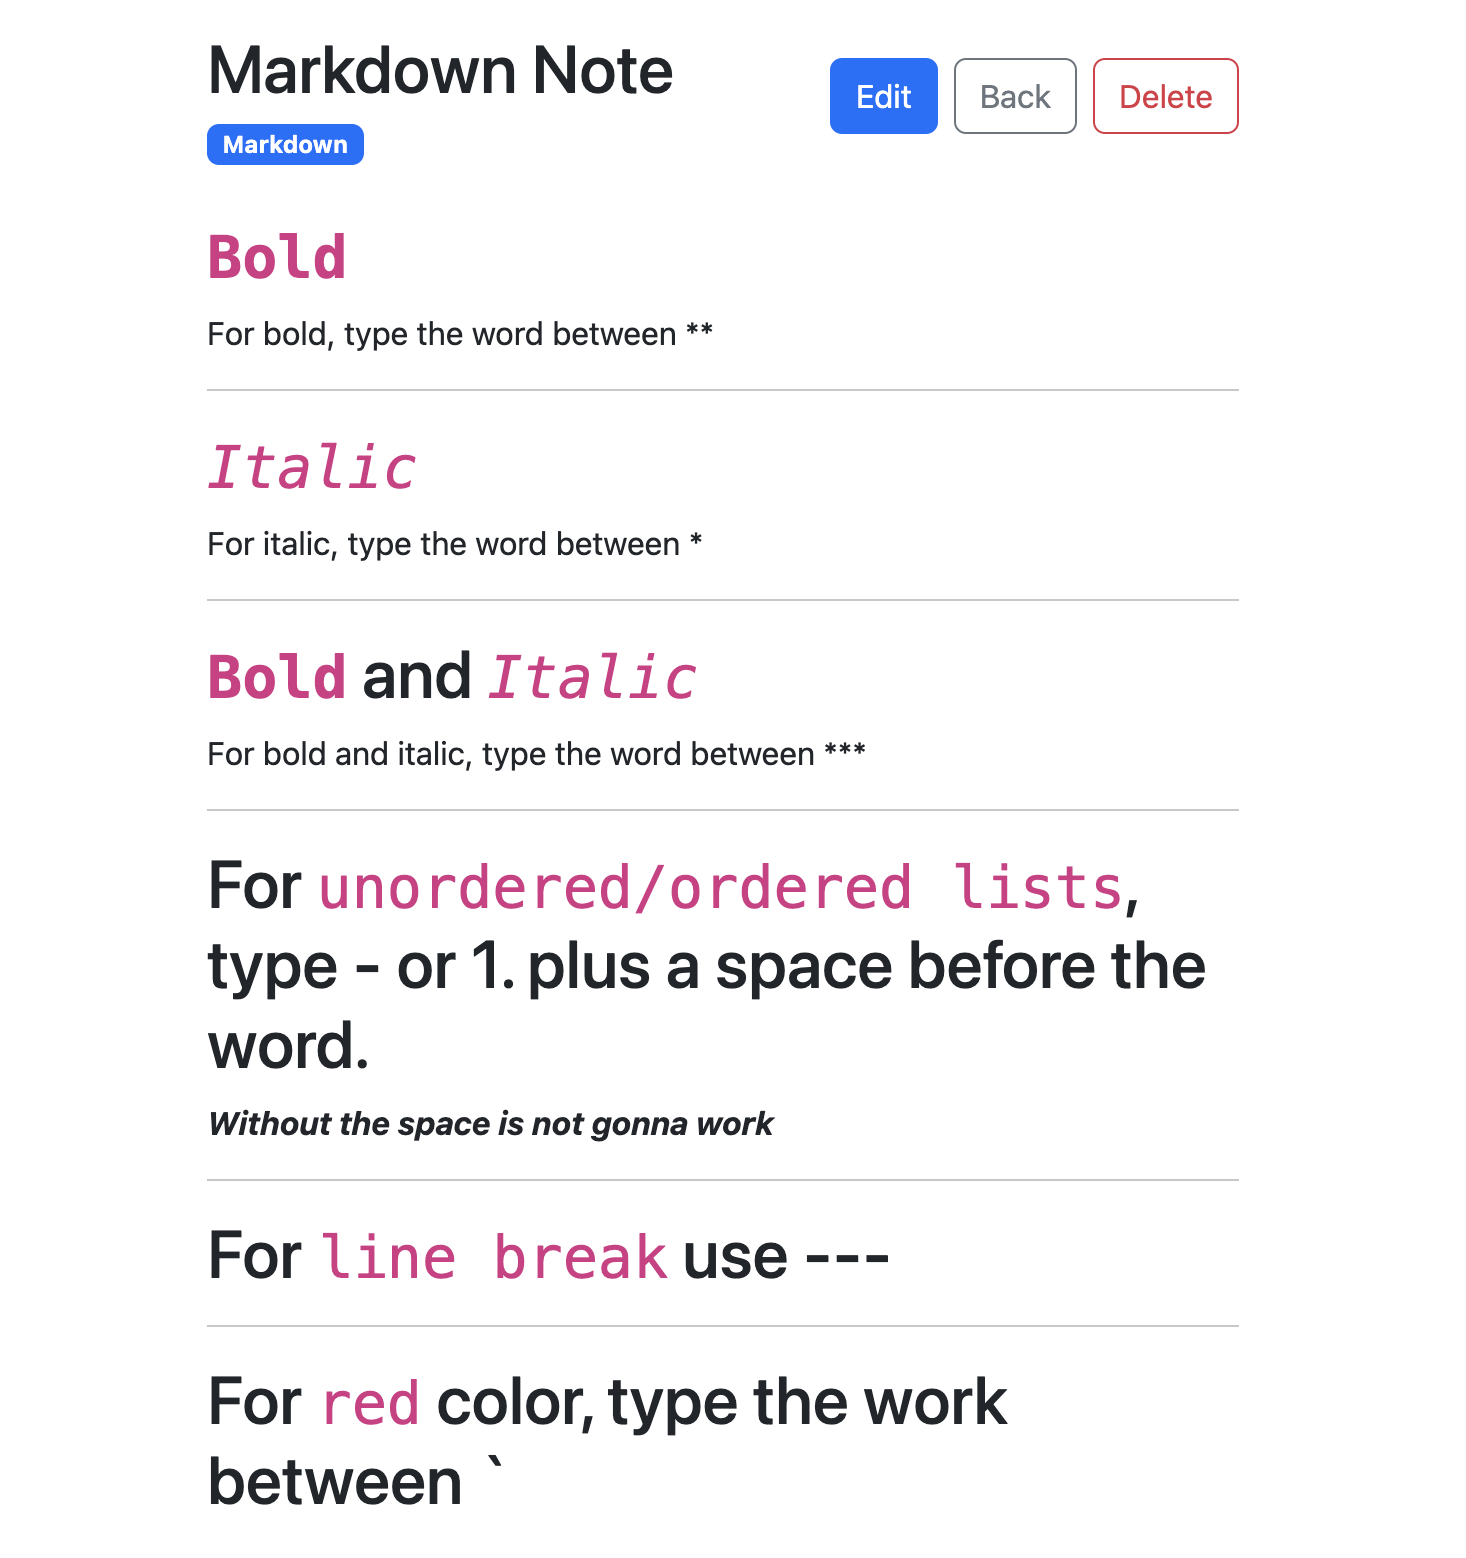 Markdown Note
Edit
Back
Delete
Markdown
Bold
For bold, type the word between **
Italic
For italic, type the word between *
Bold and Italic
For bold and italic, type the word between ***
For unordered/ordered lists,
type - or 1. plus a space before the
word.
Without the space is not gonna work
For line break use ---
For red color, type the work
between `